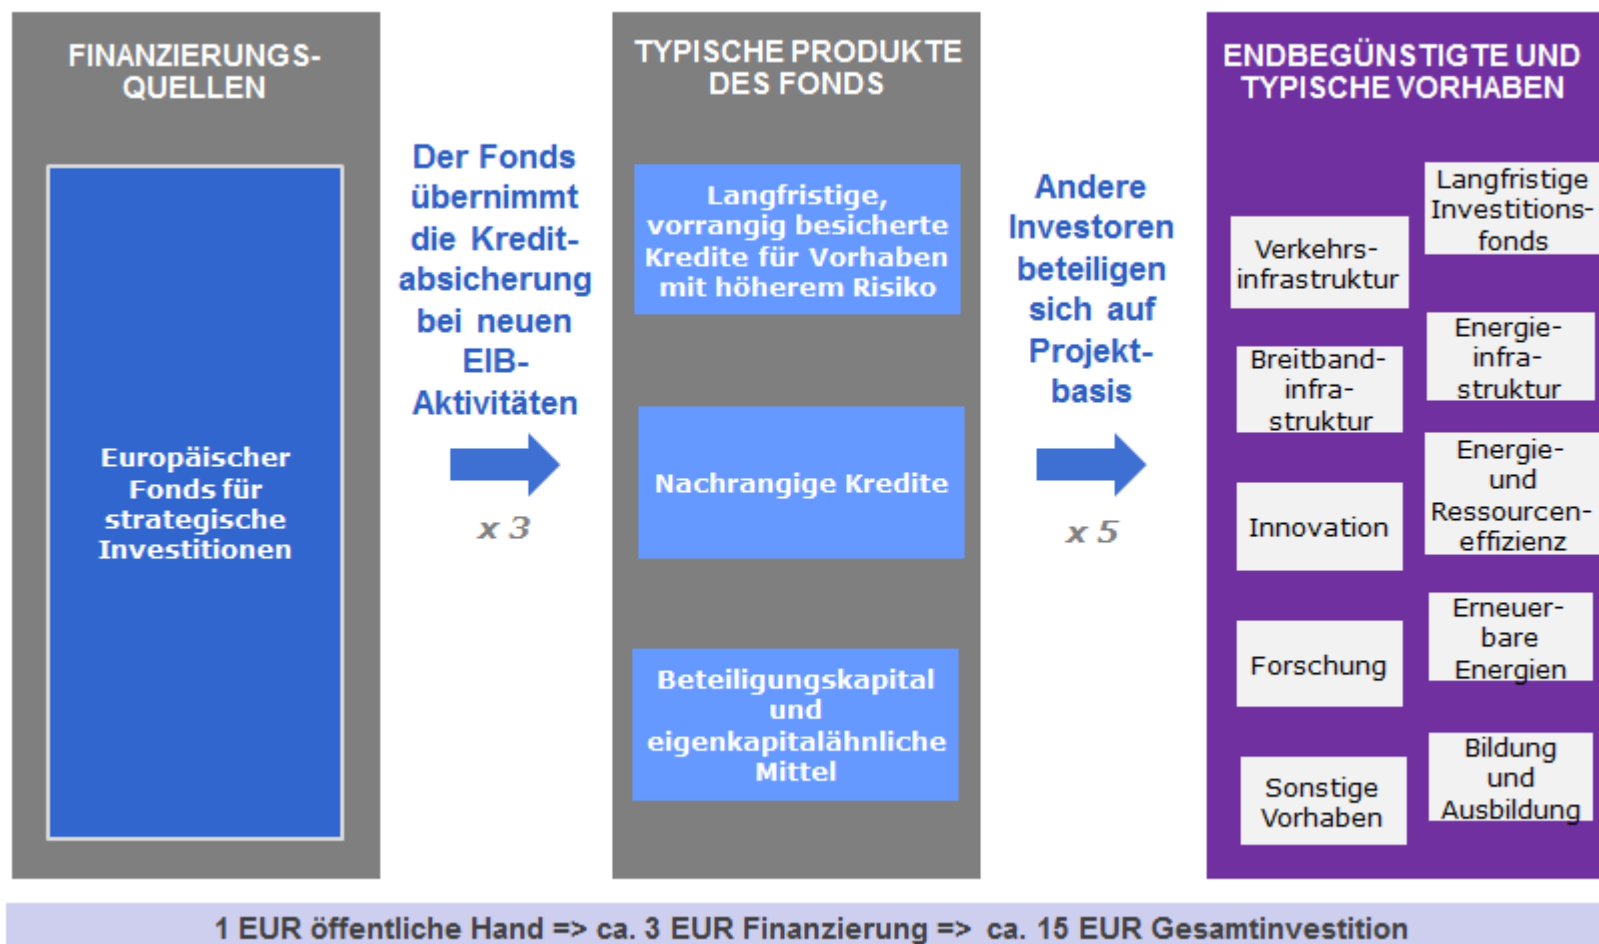 FINANZIERUNGS-
QUELLEN
Europäischer
Fonds für
strategische
Investitionen
Der Fonds
übernimmt
die Kredit-
absicherung
bei neuen
EIB-
Aktivitäten
x 3
TYPISCHE PRODUKTE
DES FONDS
Langfristige,
vorrangig besicherte
Kredite für Vorhaben
mit höherem Risiko
Nachrangige Kredite
Beteiligungskapital
und
eigenkapitalähnliche
Mittel
Andere
Investoren
beteiligen
sich auf
Projekt-
basis
x 5
ENDBEGÜNSTIGTE UND
TYPISCHE VORHABEN
Verkehrs-
infrastruktur
Breitband-
infra-
struktur
Innovation
Forschung
Sonstige
Vorhaben
Langfristige
Investitions-
fonds
Energie-
infra-
struktur
Energie-
und
Ressourcen-
effizienz
Erneuer-
bare
Energien
Bildung
und
Ausbildung
1 EUR öffentliche Hand => ca. 3 EUR Finanzierung => ca. 15 EUR Gesamtinvestition